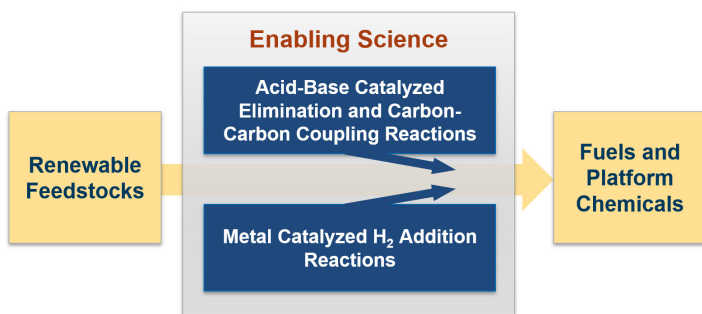 Enabling Science
Acid-Base Catalyzed
Elimination and Carbon-
Carbon Coupling Reactions
Renewable
Feedstocks
Fuels and
Platform
Chemicals
Metal Catalyzed H₂ Addition
Reactions